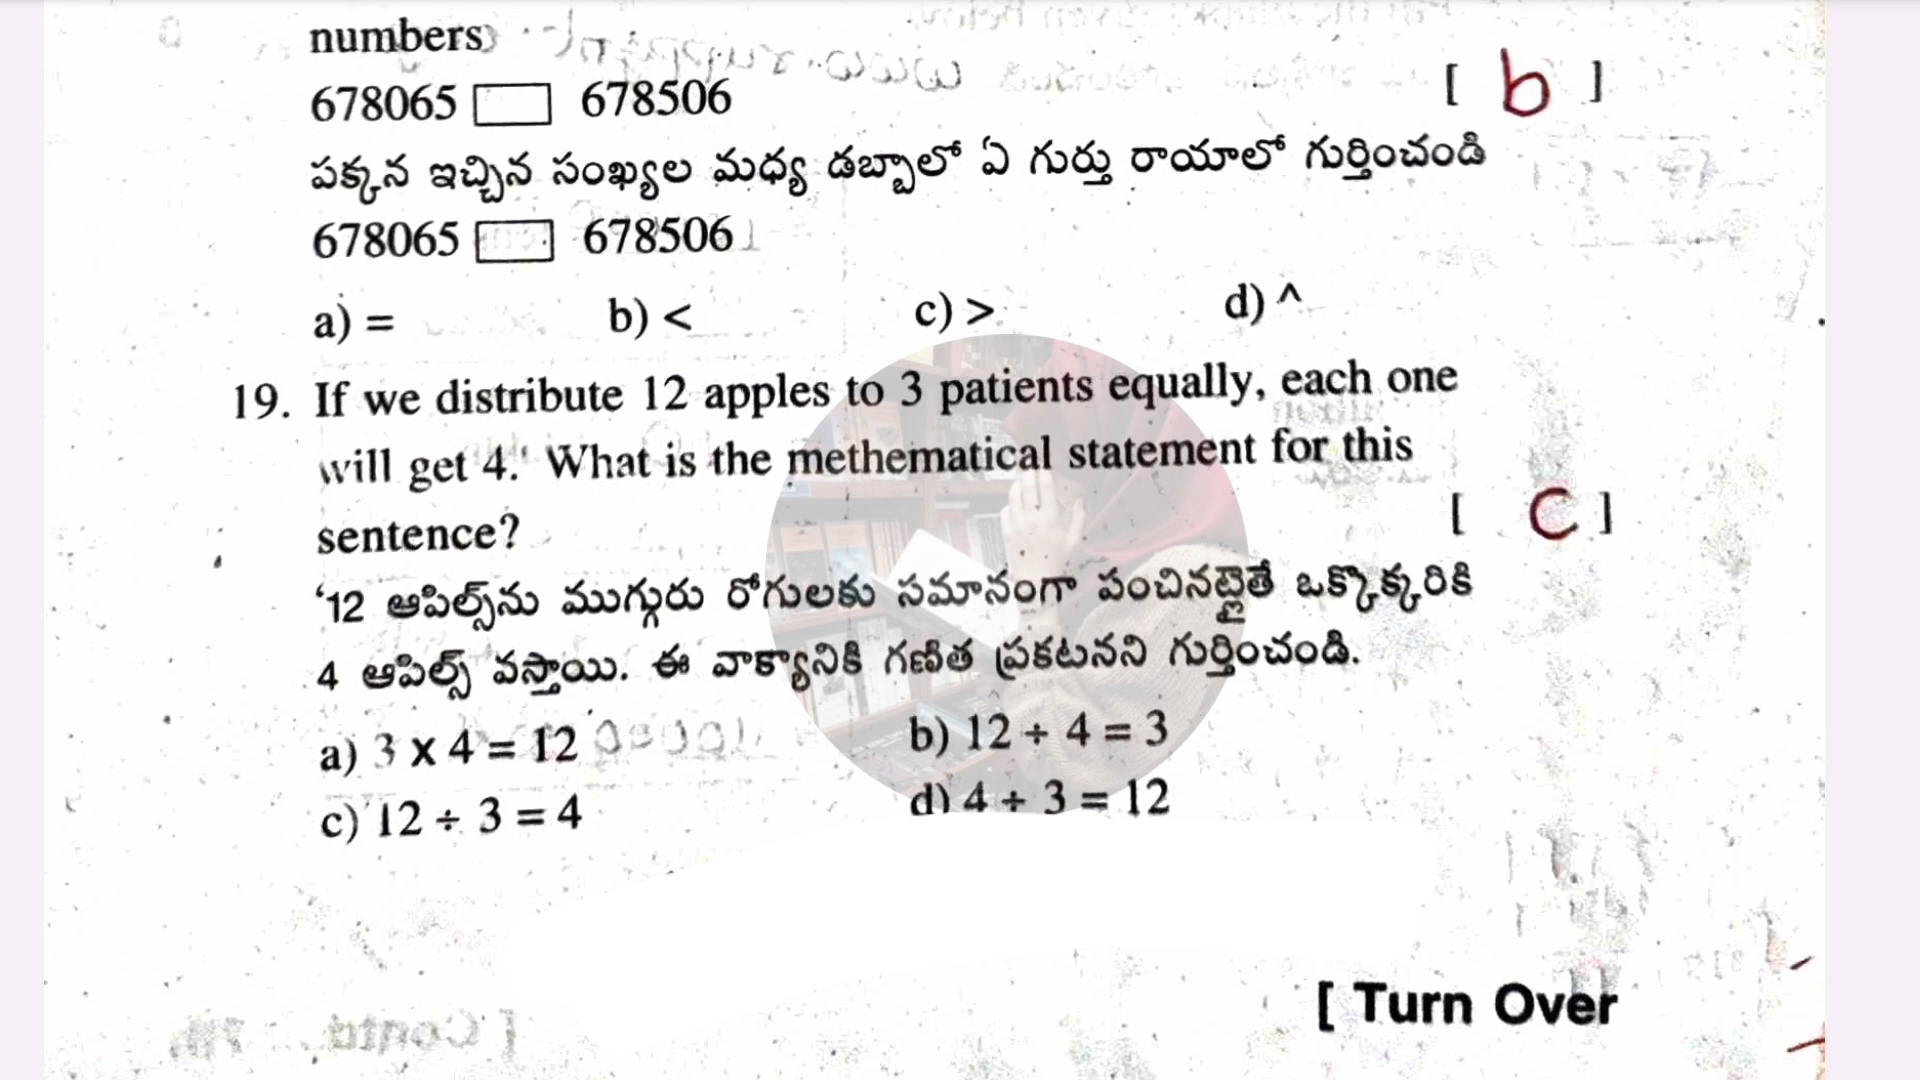 numbers
678065 678506
[ b ]
పక్కన ఇచ్చిన సంఖ్యల మధ్య డబ్బాలో ఏ గుర్తు రాయాలో గుర్తించండి
678065 678506
a) = b) < c) > d) ^
19. If we distribute 12 apples to 3 patients equally, each one
will get 4.' What is the methematical statement for this
sentence? [ c ]
'12 ఆపిల్స్‌ను ముగ్గురు రోగులకు సమానంగా పంచినట్లైతే ఒక్కొక్కరికి
4 ఆపిల్స్ వస్తాయి. ఈ వాక్యానికి గణిత ప్రకటనని గుర్తించండి.
a) 3 x 4 = 12 b) 12 ÷ 4 = 3
c) 12 ÷ 3 = 4 d) 4 ÷ 3 = 12
[ Turn Over